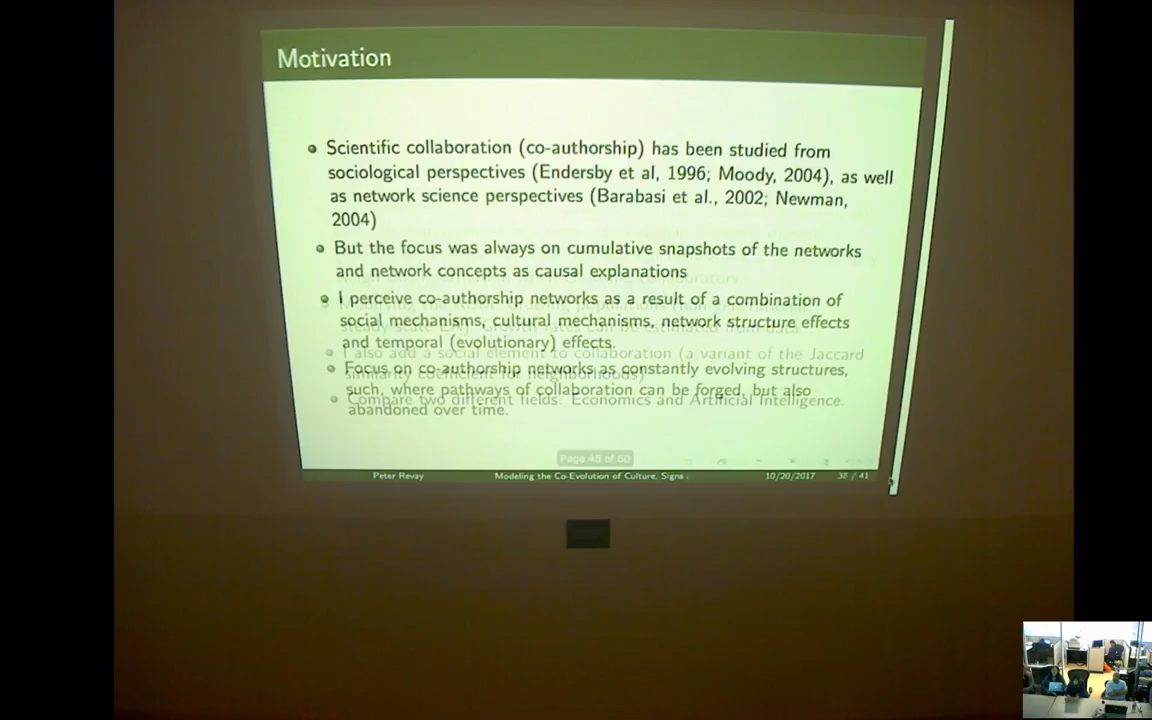 Motivation
Scientific collaboration (co-authorship) has been studied from
sociological perspectives (Endersby et al, 1996; Moody, 2004), as well
as network science perspectives (Barabasi et al., 2002; Newman,
2004)
But the focus was always on cumulative snapshots of the networks
and network concepts as causal explanations
I perceive co-authorship networks as a result of a combination of
social mechanisms, cultural mechanisms, network structure effects
and temporal (evolutionary) effects.
I also add a social element to collaboration (a variant of the Jaccard
Focus on co-authorship networks as constantly evolving structures,
similarity coefficient for neighborhoods)
such, where pathways of collaboration can be forged, but also
Compare two different fields: Economics and Artificial Intelligence.
abandoned over time.
Page 45 of 50
Peter Revay Modeling the Co-Evolution of Culture, Signs 10/20/2017 / 41